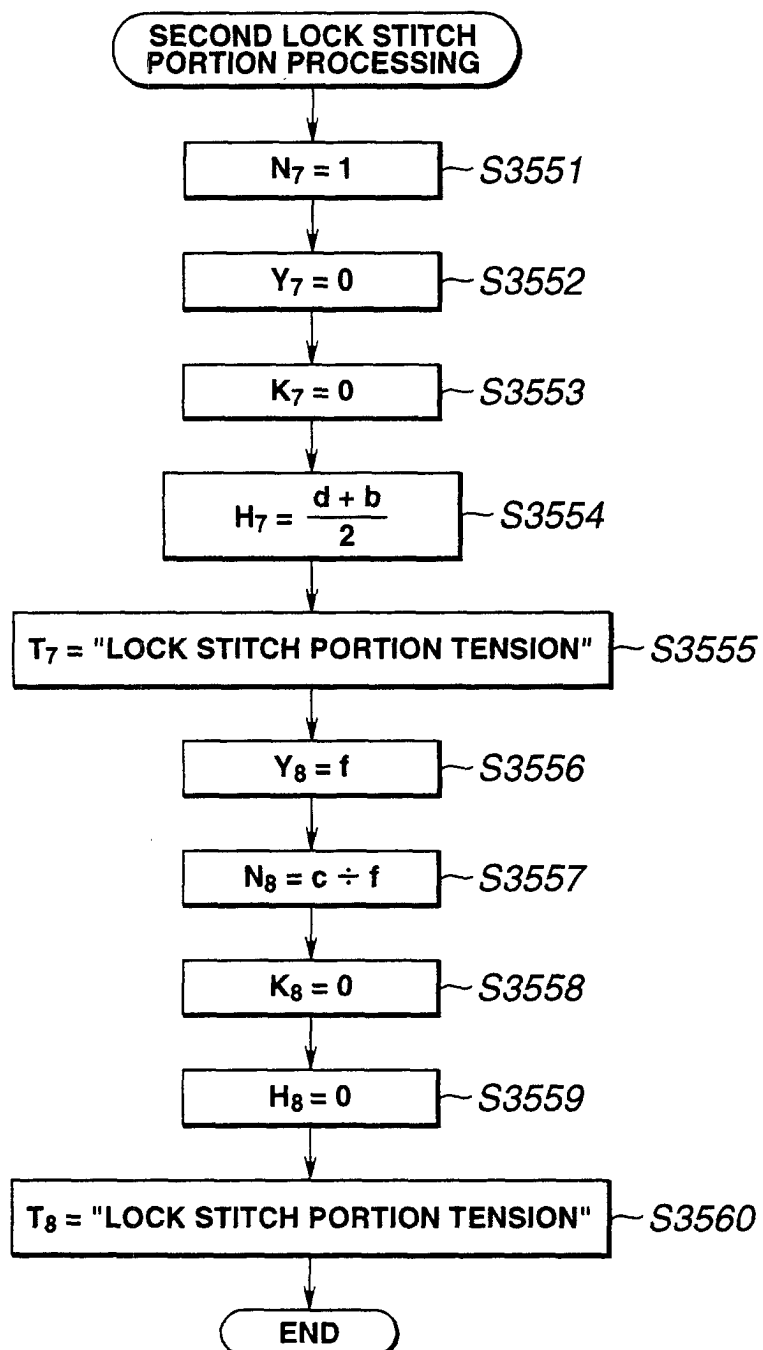 SECOND LOCK STITCH
PORTION PROCESSING
N₇ = 1
S3551
Y₇ = 0
S3552
K₇ = 0
S3553
H₇ = (d + b) / 2
S3554
T₇ = "LOCK STITCH PORTION TENSION"
S3555
Y₈ = f
S3556
N₈ = c ÷ f
S3557
K₈ = 0
S3558
H₈ = 0
S3559
T₈ = "LOCK STITCH PORTION TENSION"
S3560
END